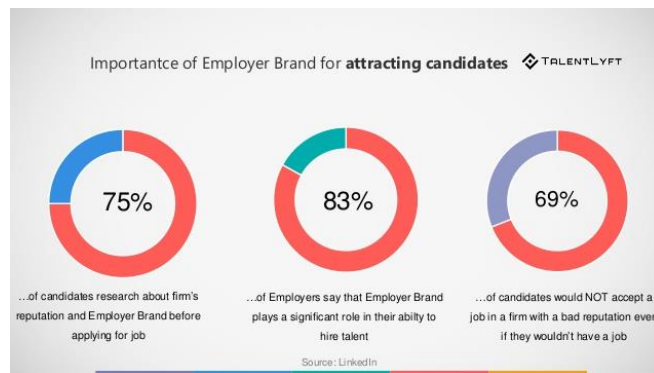 Importantce of Employer Brand for attracting candidates
TALENTLYFT
75%
83%
69%
...of candidates research about firm's
reputation and Employer Brand before
applying for job
...of Employers say that Employer Brand
plays a significant role in their abilty to
hire talent
...of candidates would NOT accept a
job in a firm with a bad reputation even
if they wouldn't have a job
Source: LinkedIn